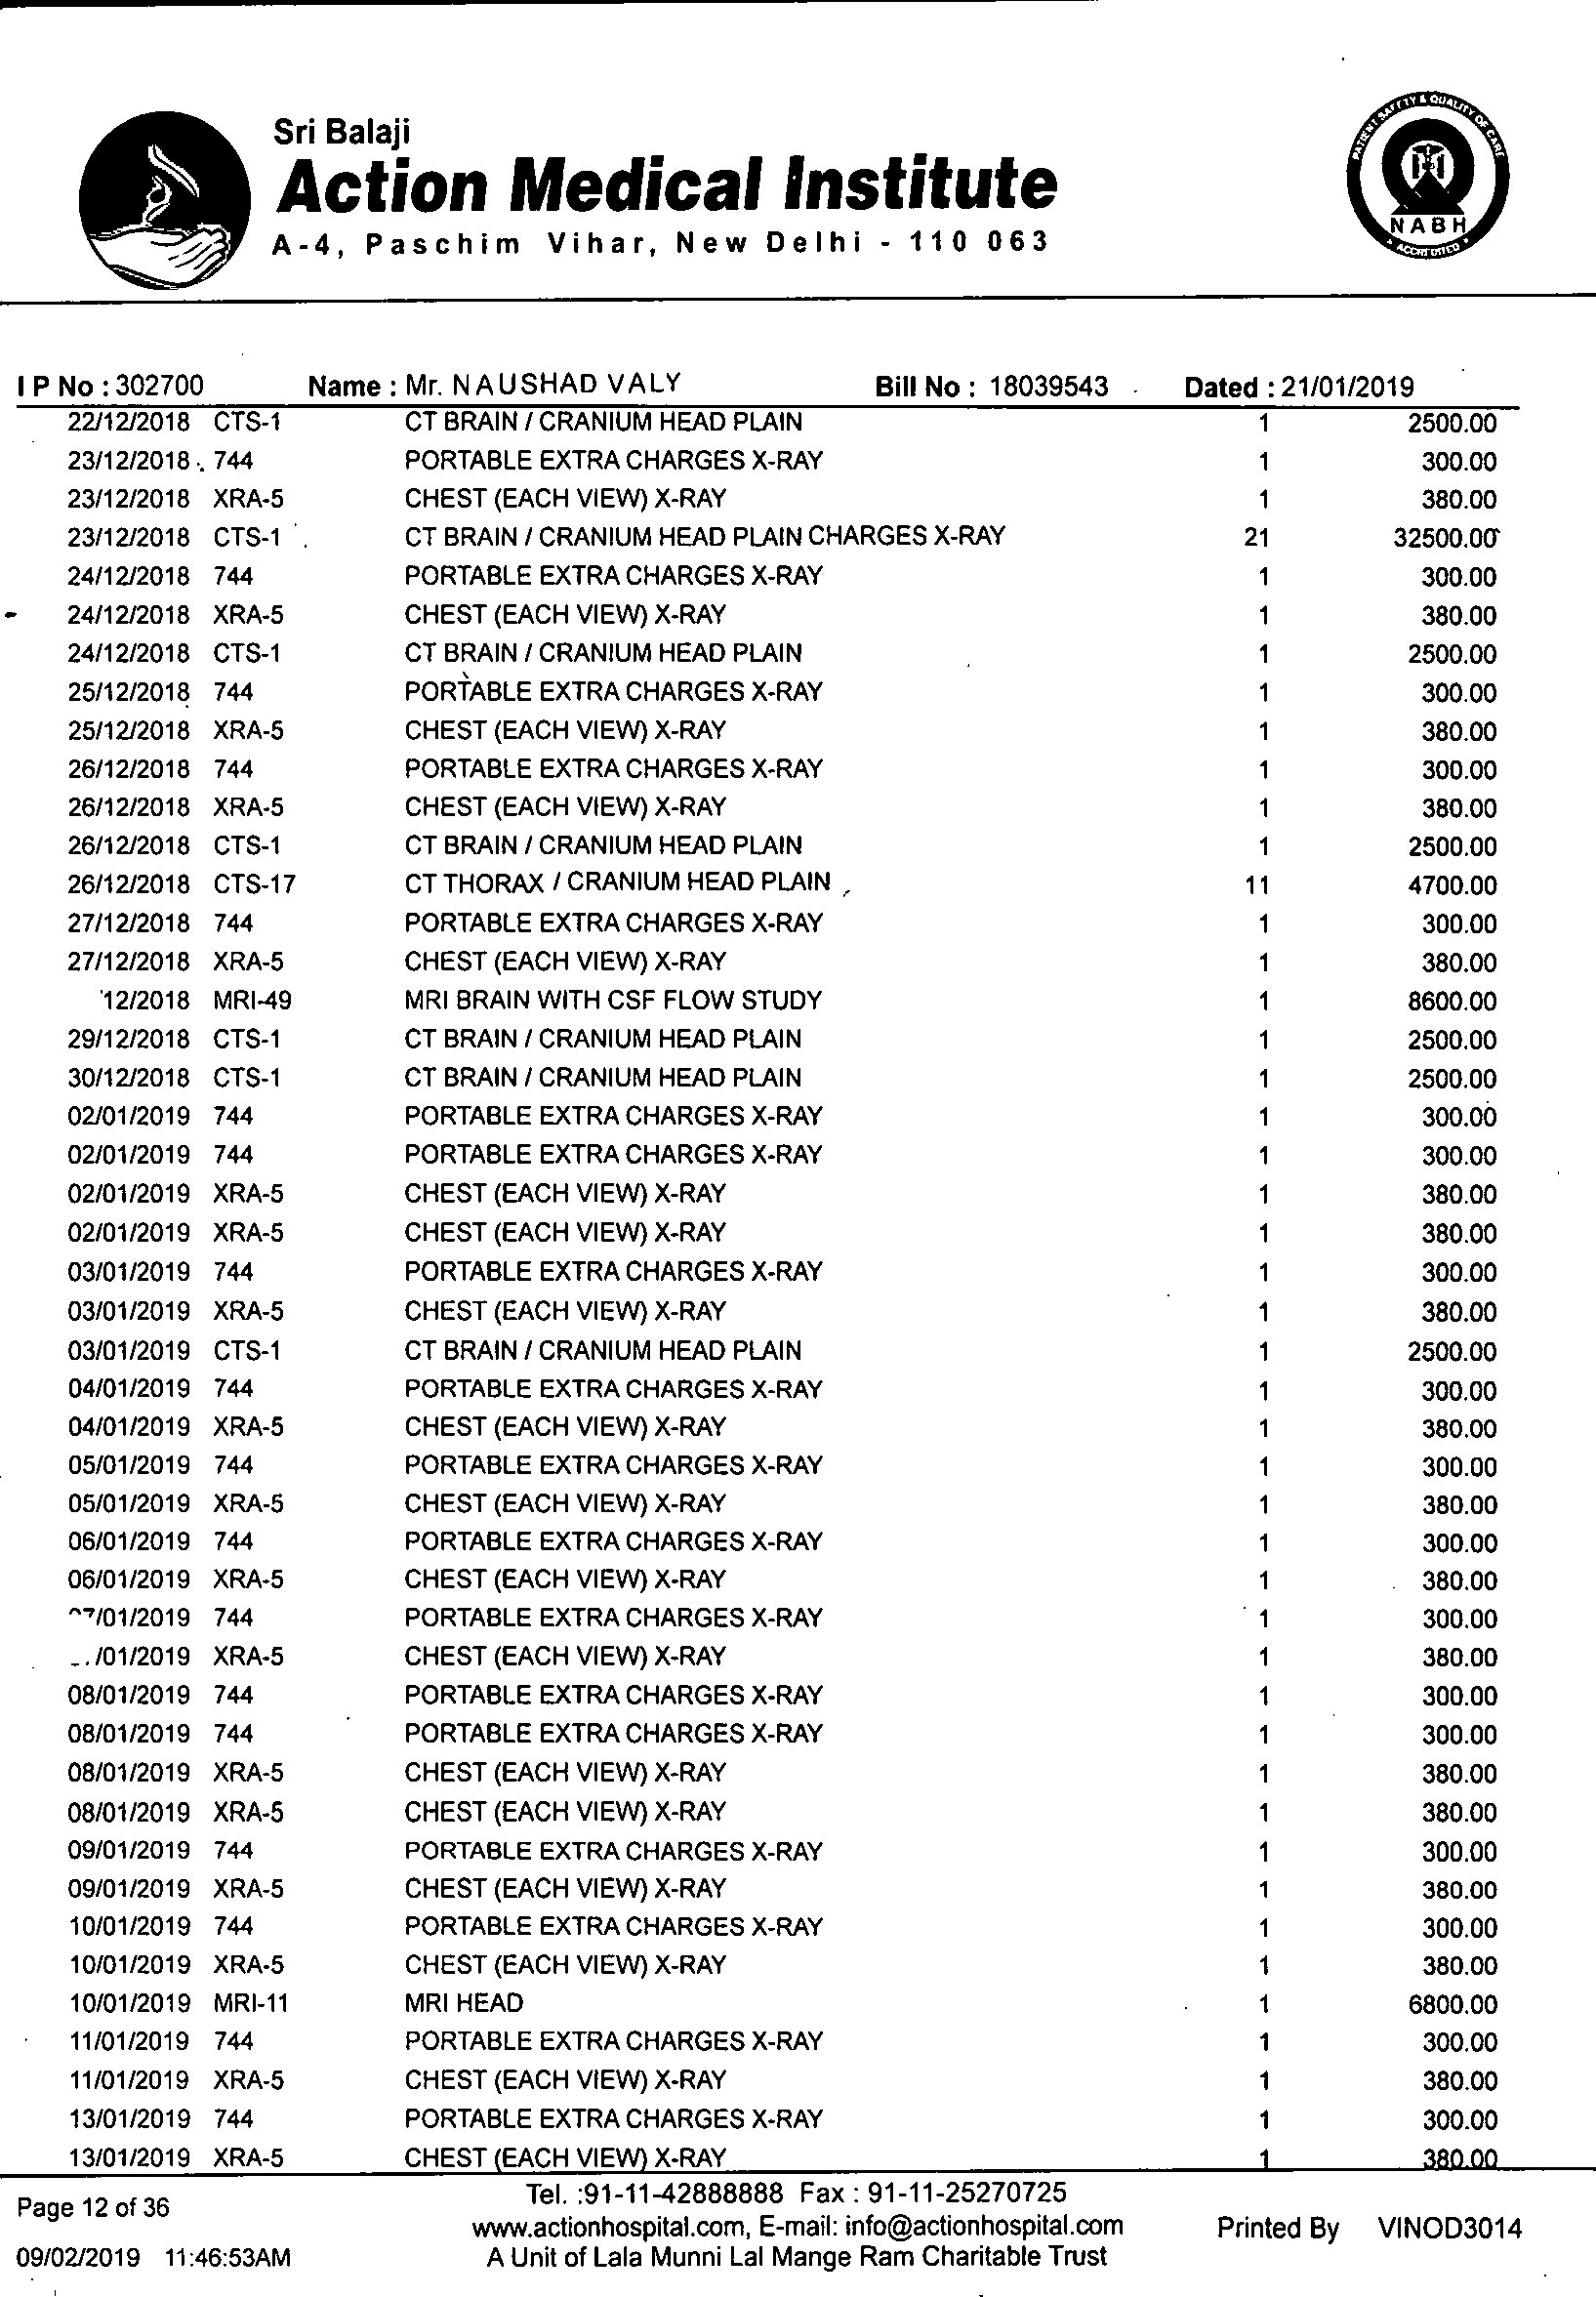 Sri Balaji
Action Medical Institute
A-4, Paschim Vihar, New Delhi - 110 063
PATIENT SAFETY & QUALITY OF CARE
NABH
ACCREDITED
I P No : 302700 Name : Mr. NAUSHAD VALY Bill No : 18039543 Dated : 21/01/2019
22/12/2018 CTS-1 CT BRAIN / CRANIUM HEAD PLAIN 1 2500.00
23/12/2018 744 PORTABLE EXTRA CHARGES X-RAY 1 300.00
23/12/2018 XRA-5 CHEST (EACH VIEW) X-RAY 1 380.00
23/12/2018 CTS-1 CT BRAIN / CRANIUM HEAD PLAIN CHARGES X-RAY 21 32500.00
24/12/2018 744 PORTABLE EXTRA CHARGES X-RAY 1 300.00
24/12/2018 XRA-5 CHEST (EACH VIEW) X-RAY 1 380.00
24/12/2018 CTS-1 CT BRAIN / CRANIUM HEAD PLAIN 1 2500.00
25/12/2018 744 PORTABLE EXTRA CHARGES X-RAY 1 300.00
25/12/2018 XRA-5 CHEST (EACH VIEW) X-RAY 1 380.00
26/12/2018 744 PORTABLE EXTRA CHARGES X-RAY 1 300.00
26/12/2018 XRA-5 CHEST (EACH VIEW) X-RAY 1 380.00
26/12/2018 CTS-1 CT BRAIN / CRANIUM HEAD PLAIN 1 2500.00
26/12/2018 CTS-17 CT THORAX / CRANIUM HEAD PLAIN 11 4700.00
27/12/2018 744 PORTABLE EXTRA CHARGES X-RAY 1 300.00
27/12/2018 XRA-5 CHEST (EACH VIEW) X-RAY 1 380.00
12/2018 MRI-49 MRI BRAIN WITH CSF FLOW STUDY 1 8600.00
29/12/2018 CTS-1 CT BRAIN / CRANIUM HEAD PLAIN 1 2500.00
30/12/2018 CTS-1 CT BRAIN / CRANIUM HEAD PLAIN 1 2500.00
02/01/2019 744 PORTABLE EXTRA CHARGES X-RAY 1 300.00
02/01/2019 744 PORTABLE EXTRA CHARGES X-RAY 1 300.00
02/01/2019 XRA-5 CHEST (EACH VIEW) X-RAY 1 380.00
02/01/2019 XRA-5 CHEST (EACH VIEW) X-RAY 1 380.00
03/01/2019 744 PORTABLE EXTRA CHARGES X-RAY 1 300.00
03/01/2019 XRA-5 CHEST (EACH VIEW) X-RAY 1 380.00
03/01/2019 CTS-1 CT BRAIN / CRANIUM HEAD PLAIN 1 2500.00
04/01/2019 744 PORTABLE EXTRA CHARGES X-RAY 1 300.00
04/01/2019 XRA-5 CHEST (EACH VIEW) X-RAY 1 380.00
05/01/2019 744 PORTABLE EXTRA CHARGES X-RAY 1 300.00
05/01/2019 XRA-5 CHEST (EACH VIEW) X-RAY 1 380.00
06/01/2019 744 PORTABLE EXTRA CHARGES X-RAY 1 300.00
06/01/2019 XRA-5 CHEST (EACH VIEW) X-RAY 1 380.00
/01/2019 744 PORTABLE EXTRA CHARGES X-RAY 1 300.00
/01/2019 XRA-5 CHEST (EACH VIEW) X-RAY 1 380.00
08/01/2019 744 PORTABLE EXTRA CHARGES X-RAY 1 300.00
08/01/2019 744 PORTABLE EXTRA CHARGES X-RAY 1 300.00
08/01/2019 XRA-5 CHEST (EACH VIEW) X-RAY 1 380.00
08/01/2019 XRA-5 CHEST (EACH VIEW) X-RAY 1 380.00
09/01/2019 744 PORTABLE EXTRA CHARGES X-RAY 1 300.00
09/01/2019 XRA-5 CHEST (EACH VIEW) X-RAY 1 380.00
10/01/2019 744 PORTABLE EXTRA CHARGES X-RAY 1 300.00
10/01/2019 XRA-5 CHEST (EACH VIEW) X-RAY 1 380.00
10/01/2019 MRI-11 MRI HEAD 1 6800.00
11/01/2019 744 PORTABLE EXTRA CHARGES X-RAY 1 300.00
11/01/2019 XRA-5 CHEST (EACH VIEW) X-RAY 1 380.00
13/01/2019 744 PORTABLE EXTRA CHARGES X-RAY 1 300.00
13/01/2019 XRA-5 CHEST (EACH VIEW) X-RAY 1 380.00
Tel. :91-11-42888888 Fax : 91-11-25270725
Page 12 of 36
www.actionhospital.com, E-mail: info@actionhospital.com Printed By VINOD3014
09/02/2019 11:46:53AM A Unit of Lala Munni Lal Mange Ram Charitable Trust